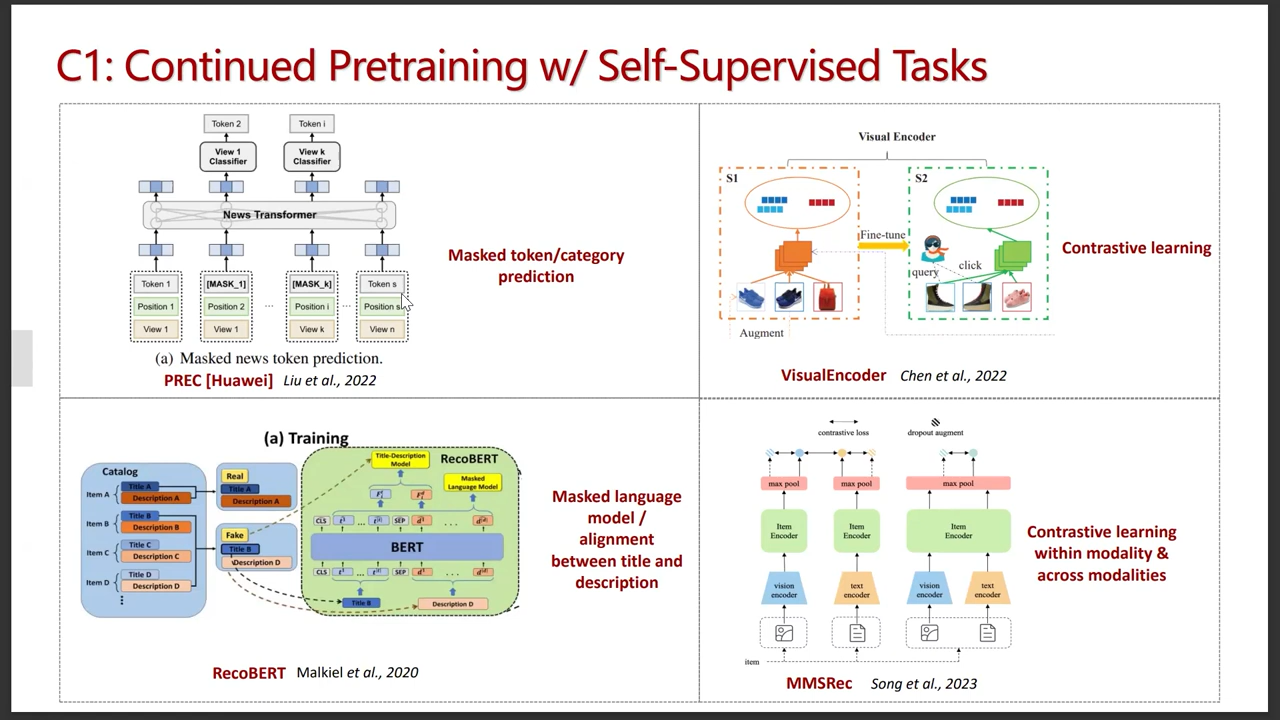 C1: Continued Pretraining w/ Self-Supervised Tasks
Token 2
Token i
View 1
Classifier
View k
Classifier
News Transformer
Token 1
[MASK_1]
[MASK_k]
Token s
Position 1
Position 2
...
Position i
...
Position s
View 1
View 1
View k
View n
(a) Masked news token prediction.
PREC [Huawei] Liu et al., 2022
Masked token/category
prediction
Visual Encoder
S1
S2
Fine-tune
query
click
Augment
Contrastive learning
VisualEncoder Chen et al., 2022
(a) Training
Catalog
Item A
Title A
Description A
Item B
Title B
Description B
Item C
Title C
Description C
Item D
Title D
Description D
Real
Title A
Description A
Fake
Title B
Description D
RecoBERT
Title-Description
Model
Masked
Language Model
CLS
SEP
. . .
BERT
CLS
SEP
. . .
Title B
Description D
Masked language
model /
alignment
between title and
description
RecoBERT Malkiel et al., 2020
contrastive loss
dropout augment
max pool
max pool
max pool
Item
Encoder
Item
Encoder
Item
Encoder
vision
encoder
text
encoder
vision
encoder
text
encoder
item
Contrastive learning
within modality &
across modalities
MMSRec Song et al., 2023